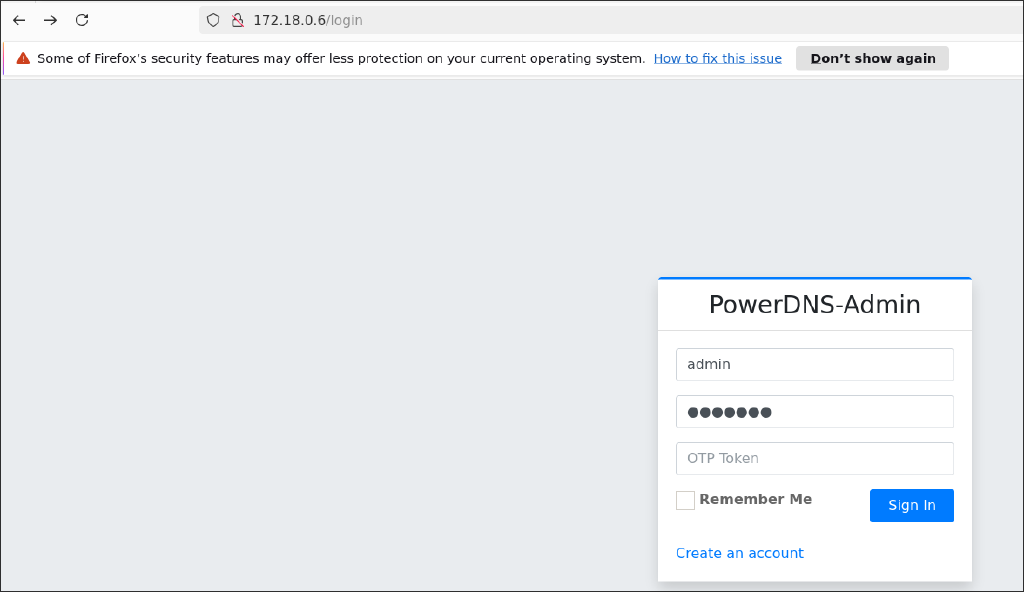 172.18.0.6/login
Some of Firefox's security features may offer less protection on your current operating system. How to fix this issue Don't show again
PowerDNS-Admin
admin
●●●●●●●
OTP Token
Remember Me
Sign In
Create an account